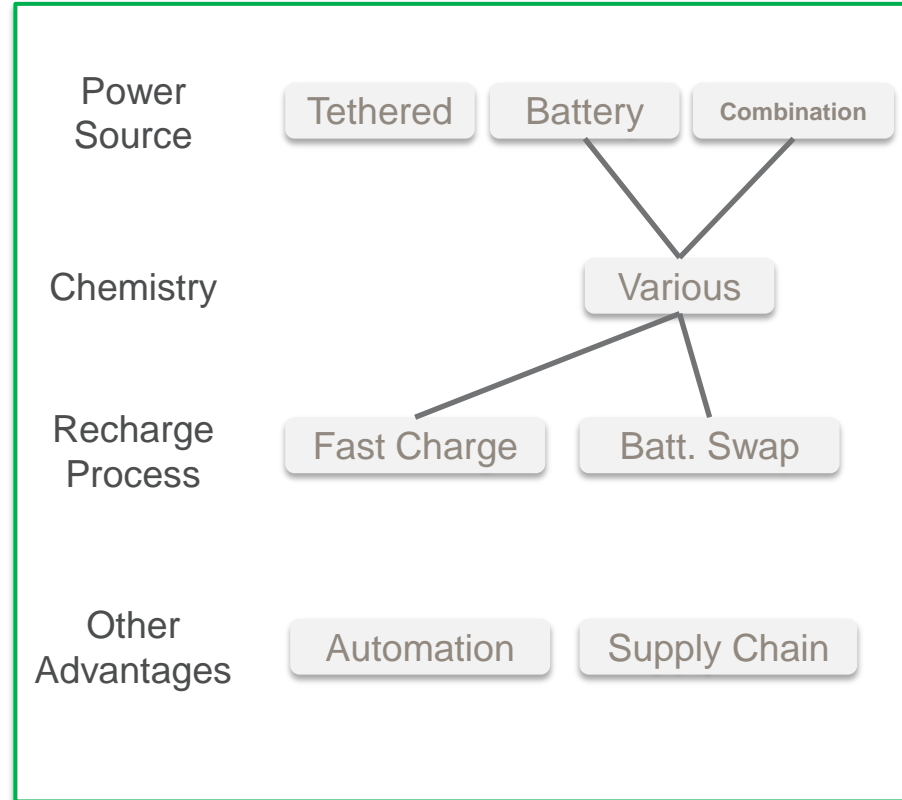 Power
Source
Tethered
Battery
Combination
Chemistry
Various
Recharge
Process
Fast Charge
Batt. Swap
Other
Advantages
Automation
Supply Chain